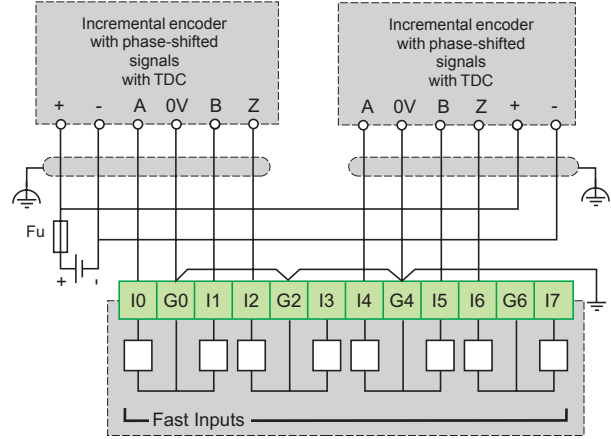 Incremental encoder
with phase-shifted
signals
with TDC
+ - A 0V B Z
Incremental encoder
with phase-shifted
signals
with TDC
A 0V B Z + -
Fu
+ -
I0 G0 I1 I2 G2 I3 I4 G4 I5 I6 G6 I7
Fast Inputs